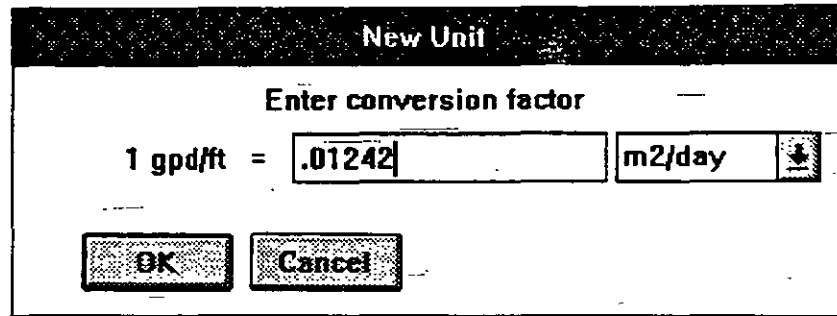 New Unit
Enter conversion factor
1 gpd/ft = .01242 m2/day
OK Cancel